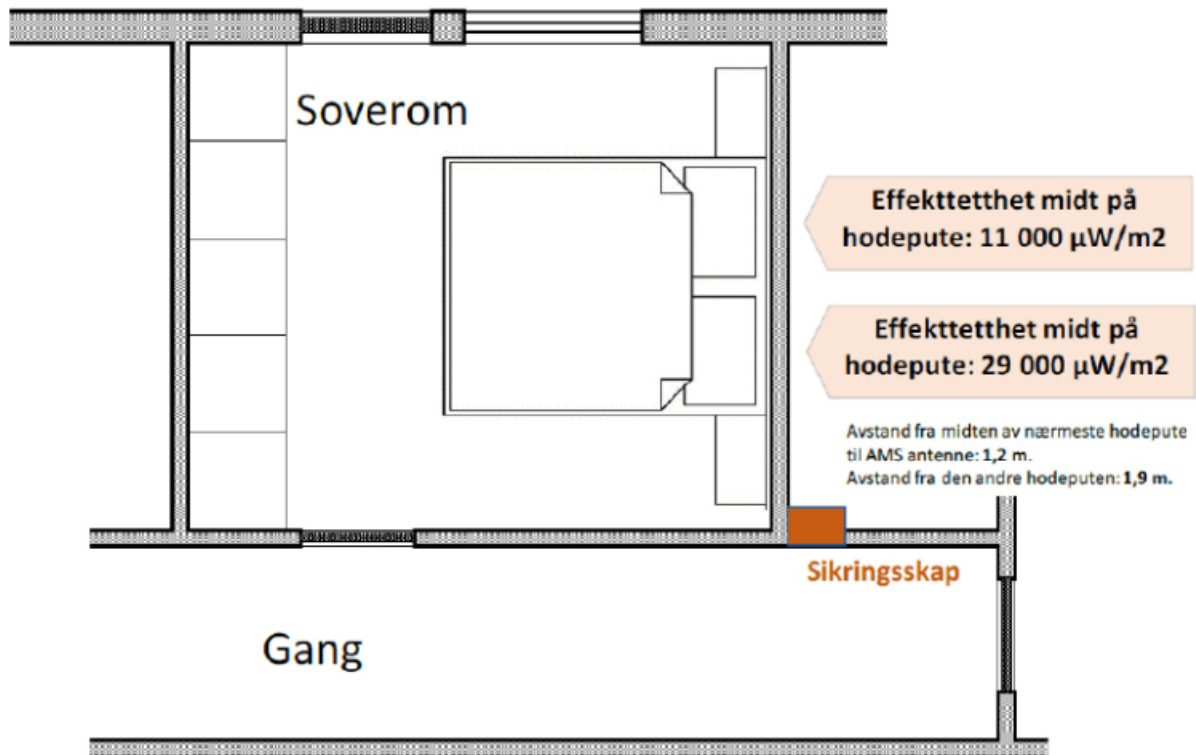 Soverom
Effekttetthet midt på
hodepute: 11 000 µW/m2
Effekttetthet midt på
hodepute: 29 000 µW/m2
Avstand fra midten av nærmeste hodepute
til AMS antenne: 1,2 m.
Avstand fra den andre hodeputen: 1,9 m.
Sikringsskap
Gang